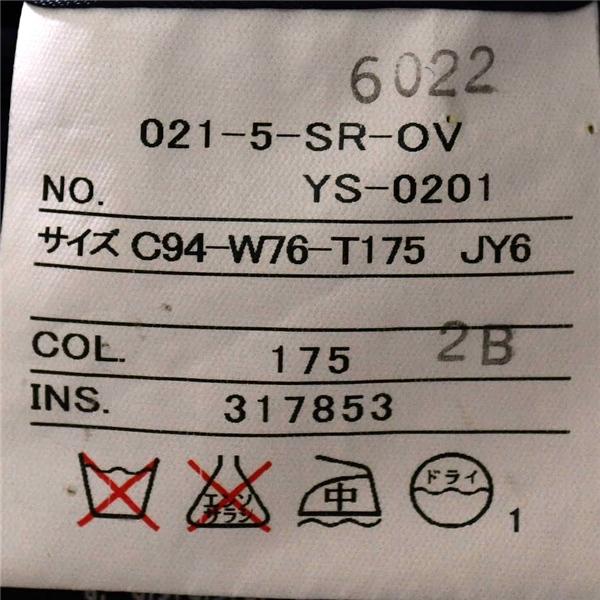 6022
021-5-SR-OV
NO. YS-0201
サイズ C94-W76-T175 JY6
COL. 175 2B
INS. 317853
エンソ サラシ 中 ドライ
1